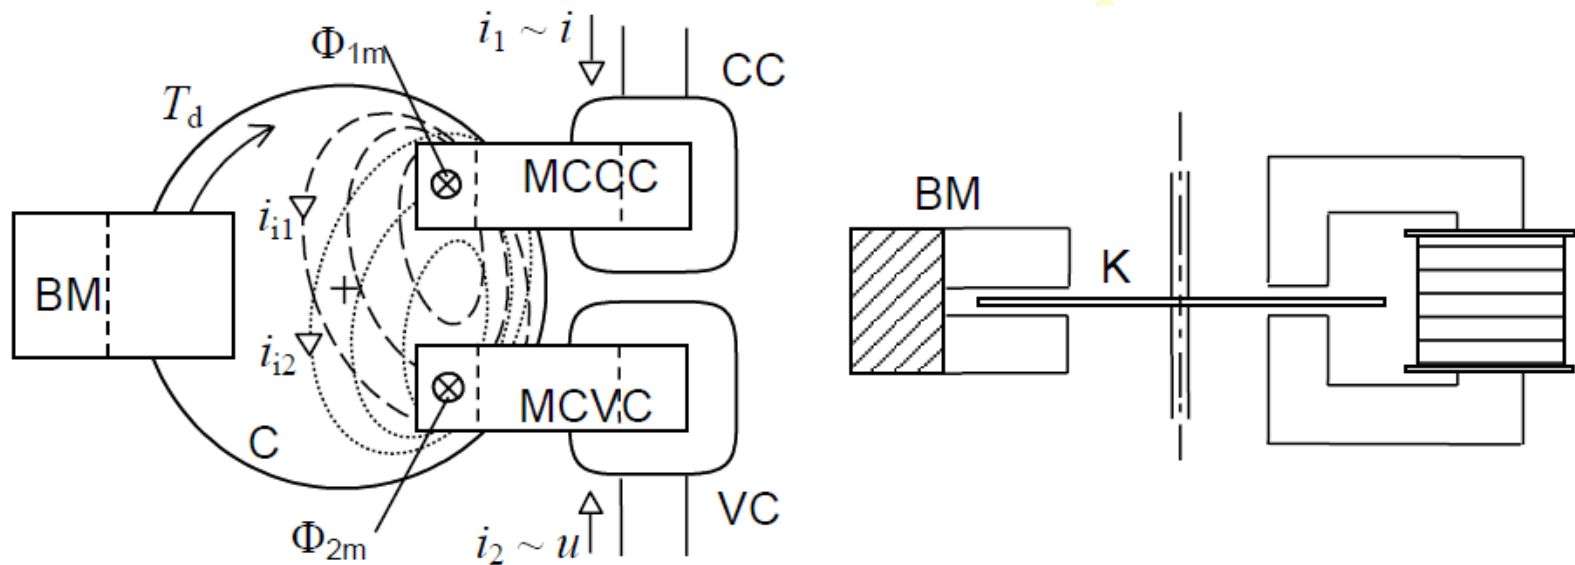 Φ1m
i1 ~ i
CC
Td
MCCC
ii1
BM
ii2
MCVC
C
Φ2m
i2 ~ u
VC
BM
K